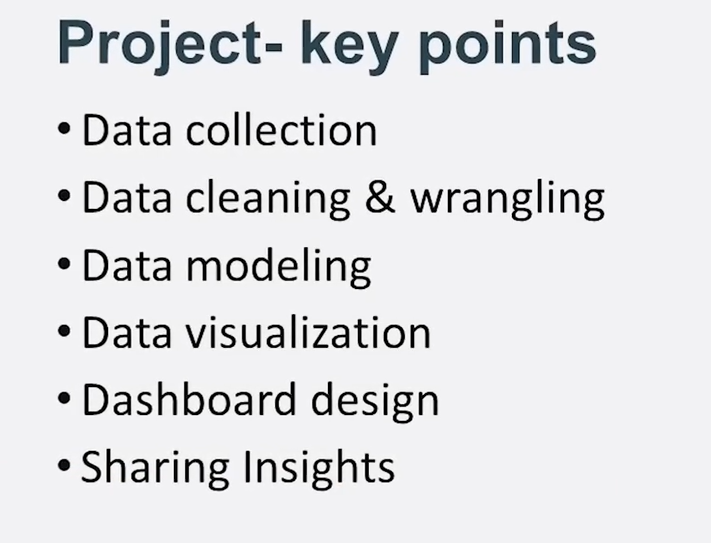 Project- key points
• Data collection
• Data cleaning & wrangling
• Data modeling
• Data visualization
• Dashboard design
• Sharing Insights